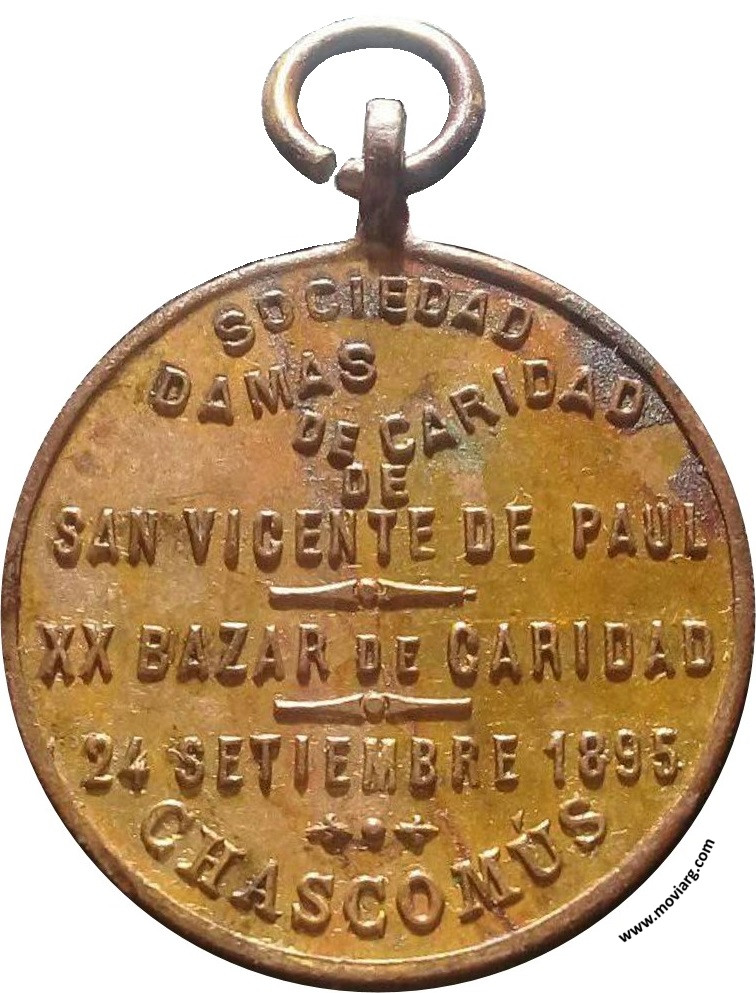 SOCIEDAD
DAMAS
DE CARIDAD
DE
SAN VICENTE DE PAUL
XX BAZAR DE CARIDAD
24 SETIEMBRE 1895
CHASCOMÚS
www.moviarg.com